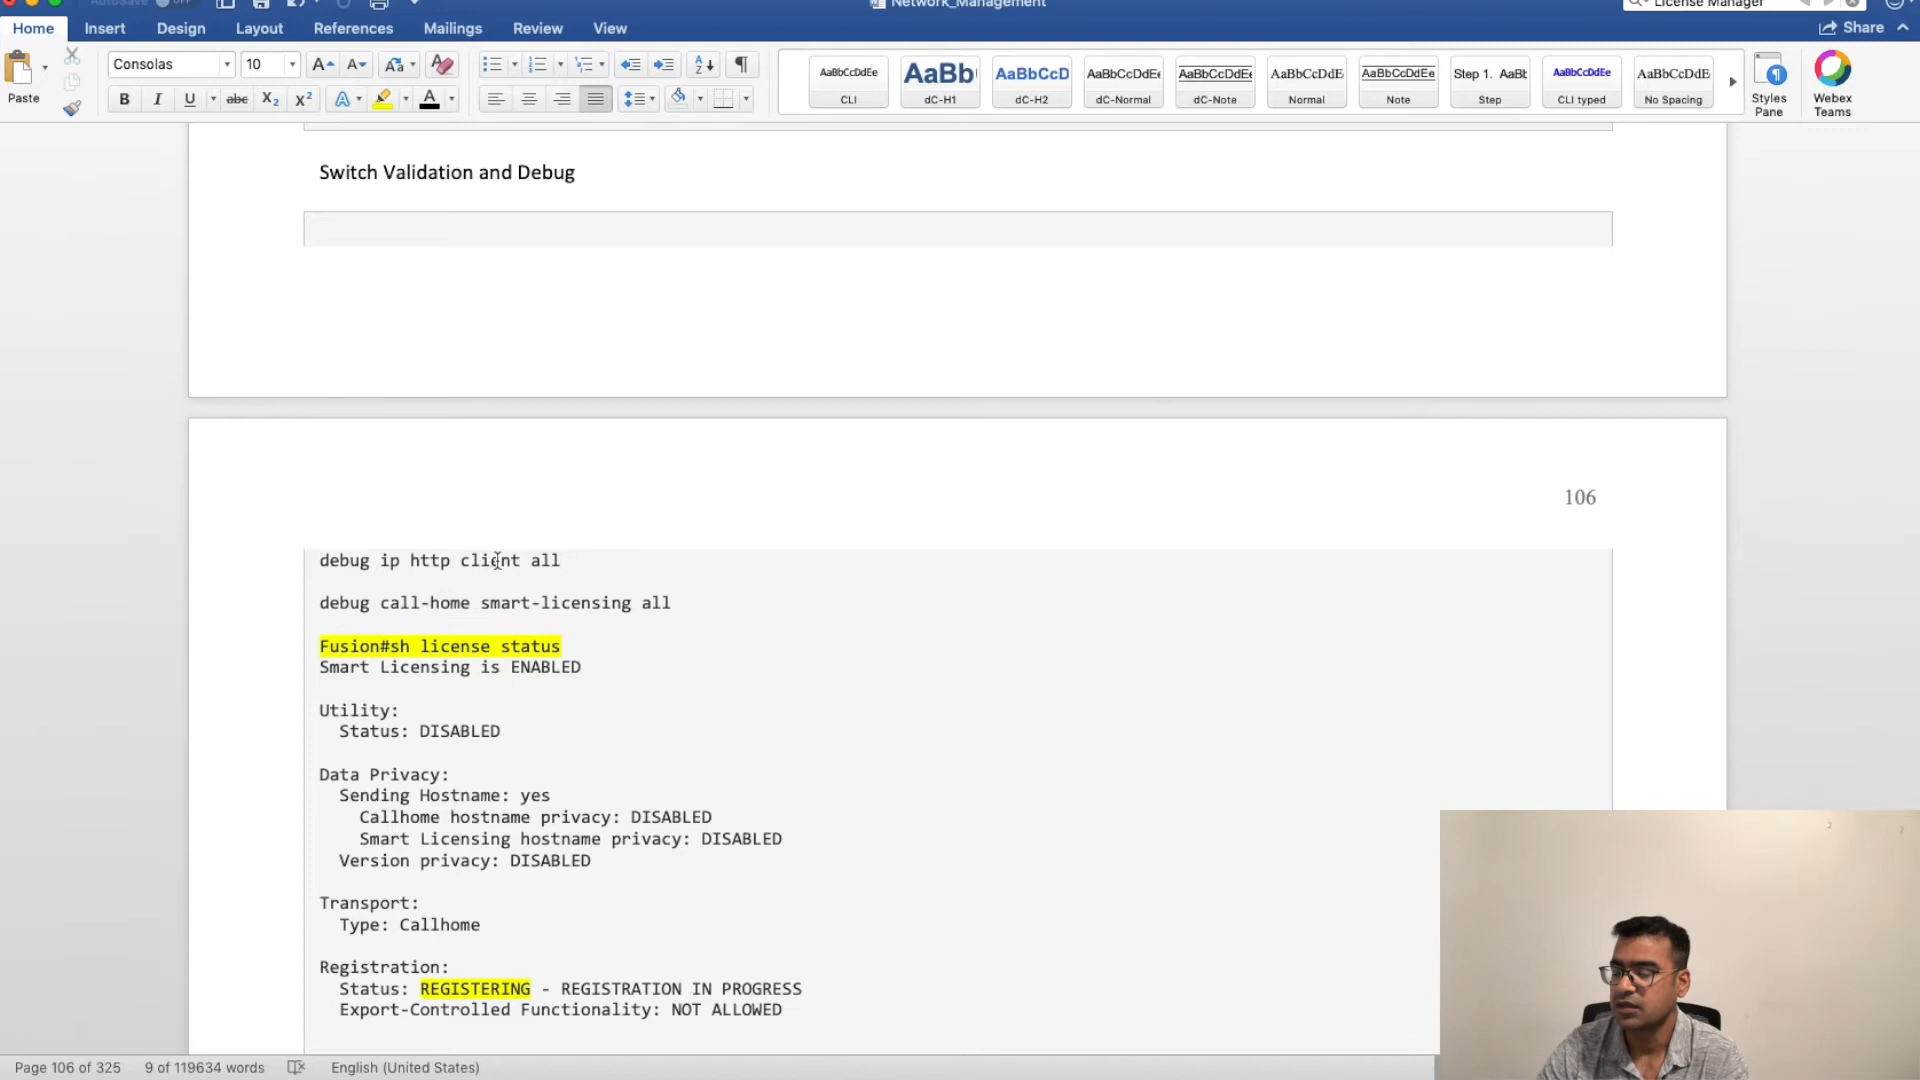 AutoSave OFF
Network_Management
License Manager
Home Insert Design Layout References Mailings Review View
Share
Paste
Consolas 10
AaBbCcDdEe CLI
AaBb dC-H1
AaBbCcD dC-H2
AaBbCcDdEe dC-Normal
AaBbCcDdEe dC-Note
AaBbCcDdE Normal
AaBbCcDdEe Note
Step 1. AaBb Step
AaBbCcDdEe CLI typed
AaBbCcDdE No Spacing
Styles Pane
Webex Teams
Switch Validation and Debug
106
debug ip http client all
debug call-home smart-licensing all
Fusion#sh license status
Smart Licensing is ENABLED
Utility:
Status: DISABLED
Data Privacy:
Sending Hostname: yes
Callhome hostname privacy: DISABLED
Smart Licensing hostname privacy: DISABLED
Version privacy: DISABLED
Transport:
Type: Callhome
Registration:
Status: REGISTERING - REGISTRATION IN PROGRESS
Export-Controlled Functionality: NOT ALLOWED
Page 106 of 325 9 of 119634 words English (United States)